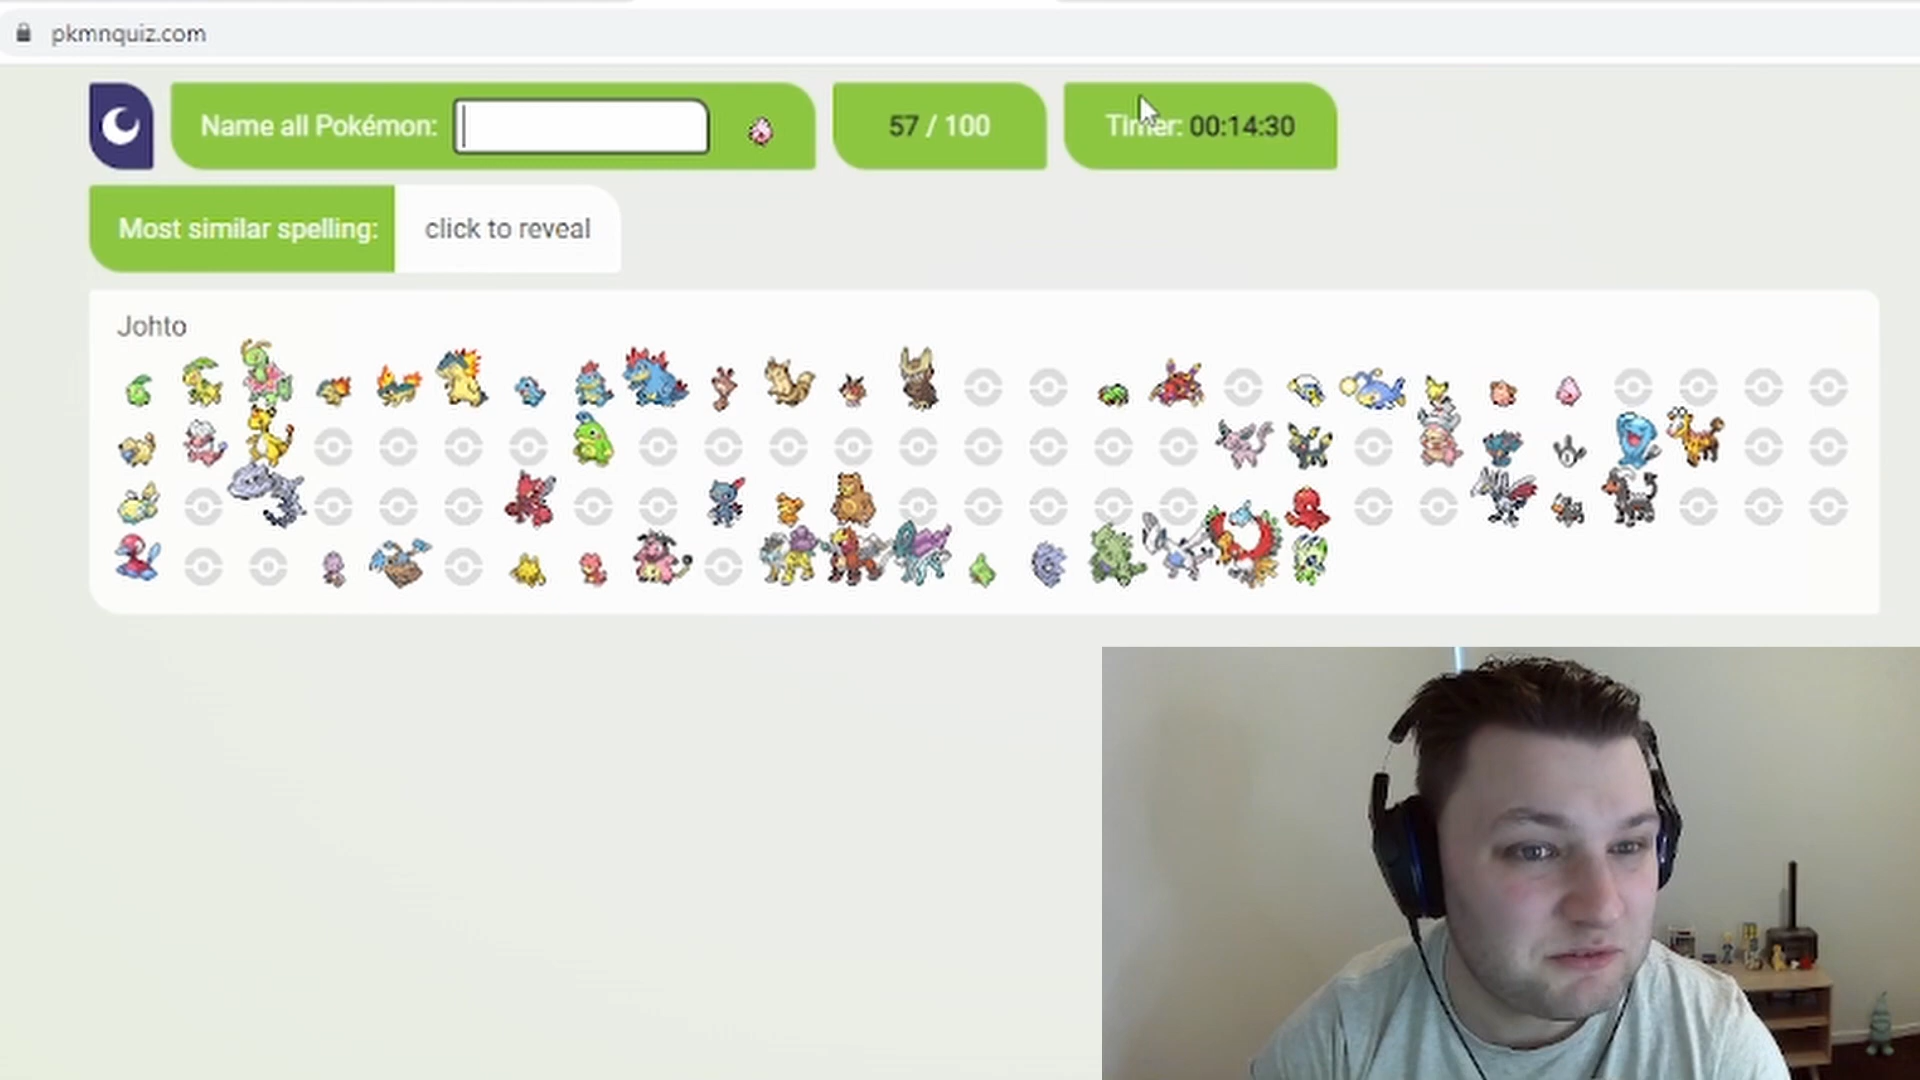 pkmnquiz.com
Name all Pokémon:
57 / 100
Timer: 00:14:30
Most similar spelling:
click to reveal
Johto